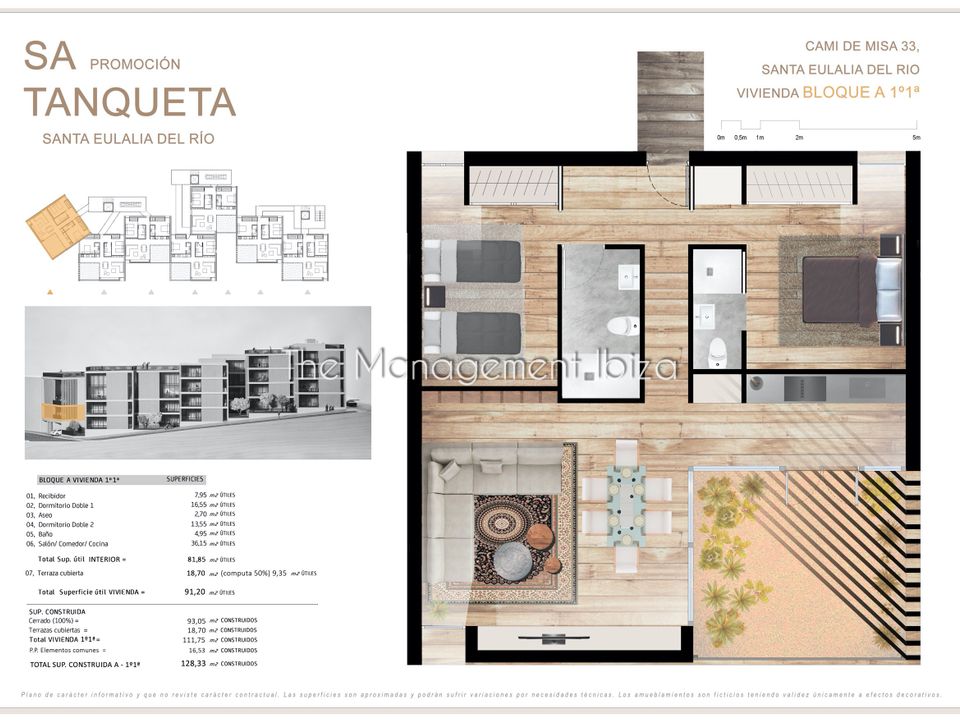 SA PROMOCIÓN
TANQUETA
SANTA EULALIA DEL RÍO
CAMI DE MISA 33,
SANTA EULALIA DEL RIO
VIVIENDA BLOQUE A 1º1ª
0m 0,5m 1m 2m 5m
The Management Ibiza
BLOQUE A VIVIENDA 1º1ª SUPERFICIES
01, Recibidor 7,95 m² ÚTILES
02, Dormitorio Doble 1 16,55 m² ÚTILES
03, Aseo 2,70 m² ÚTILES
04, Dormitorio Doble 2 13,55 m² ÚTILES
05, Baño 4,95 m² ÚTILES
06, Salón/ Comedor/ Cocina 36,15 m² ÚTILES
Total Sup. útil INTERIOR = 81,85 m² ÚTILES
07, Terraza cubierta 18,70 m² (computa 50%) 9,35 m² ÚTILES
Total Superficie útil VIVIENDA = 91,20 m² ÚTILES
SUP. CONSTRUIDA
Cerrado (100%) = 93,05 m² CONSTRUIDOS
Terrazas cubiertas = 18,70 m² CONSTRUIDOS
Total VIVIENDA 1º1ª= 111,75 m² CONSTRUIDOS
P.P. Elementos comunes = 16,53 m² CONSTRUIDOS
TOTAL SUP. CONSTRUIDA A - 1º1ª 128,33 m² CONSTRUIDOS
Plano de carácter informativo y que no reviste carácter contractual. Las superficies son aproximadas y podrán sufrir variaciones por necesidades técnicas. Los amueblamientos son ficticios teniendo validez únicamente a efectos decorativos.